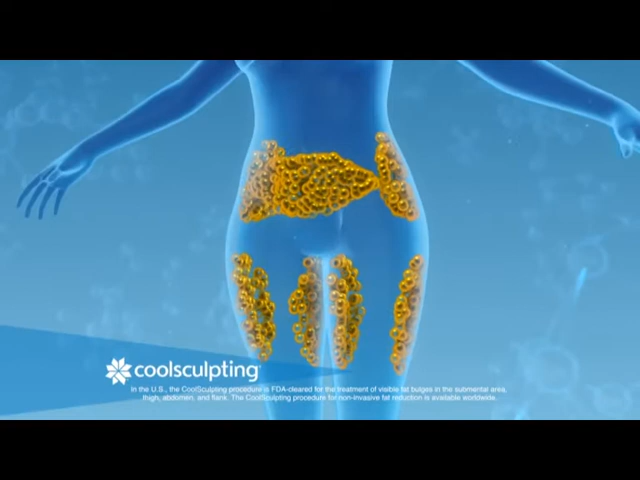 coolsculpting
In the U.S., the CoolSculpting procedure is FDA-cleared for the treatment of visible fat bulges in the submental area,
thigh, abdomen, and flank. The CoolSculpting procedure for non-invasive fat reduction is available worldwide.